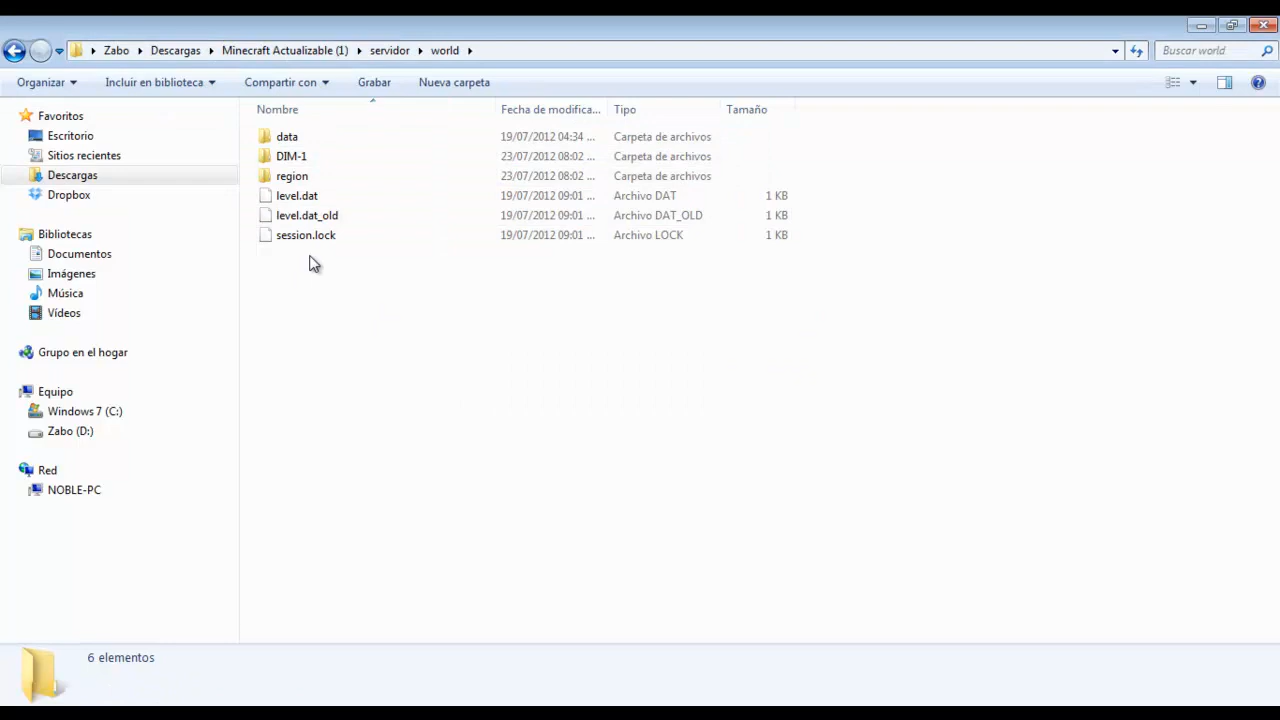 Zabo Descargas Minecraft Actualizable (1) servidor world Buscar world
Organizar Incluir en biblioteca Compartir con Grabar Nueva carpeta
Nombre Fecha de modifica... Tipo Tamaño
Favoritos
Escritorio
Sitios recientes
Descargas
Dropbox
Bibliotecas
Documentos
Imágenes
Música
Vídeos
Grupo en el hogar
Equipo
Windows 7 (C:)
Zabo (D:)
Red
NOBLE-PC
data 19/07/2012 04:34 ... Carpeta de archivos
DIM-1 23/07/2012 08:02 ... Carpeta de archivos
region 23/07/2012 08:02 ... Carpeta de archivos
level.dat 19/07/2012 09:01 ... Archivo DAT 1 KB
level.dat_old 19/07/2012 09:01 ... Archivo DAT_OLD 1 KB
session.lock 19/07/2012 09:01 ... Archivo LOCK 1 KB
6 elementos